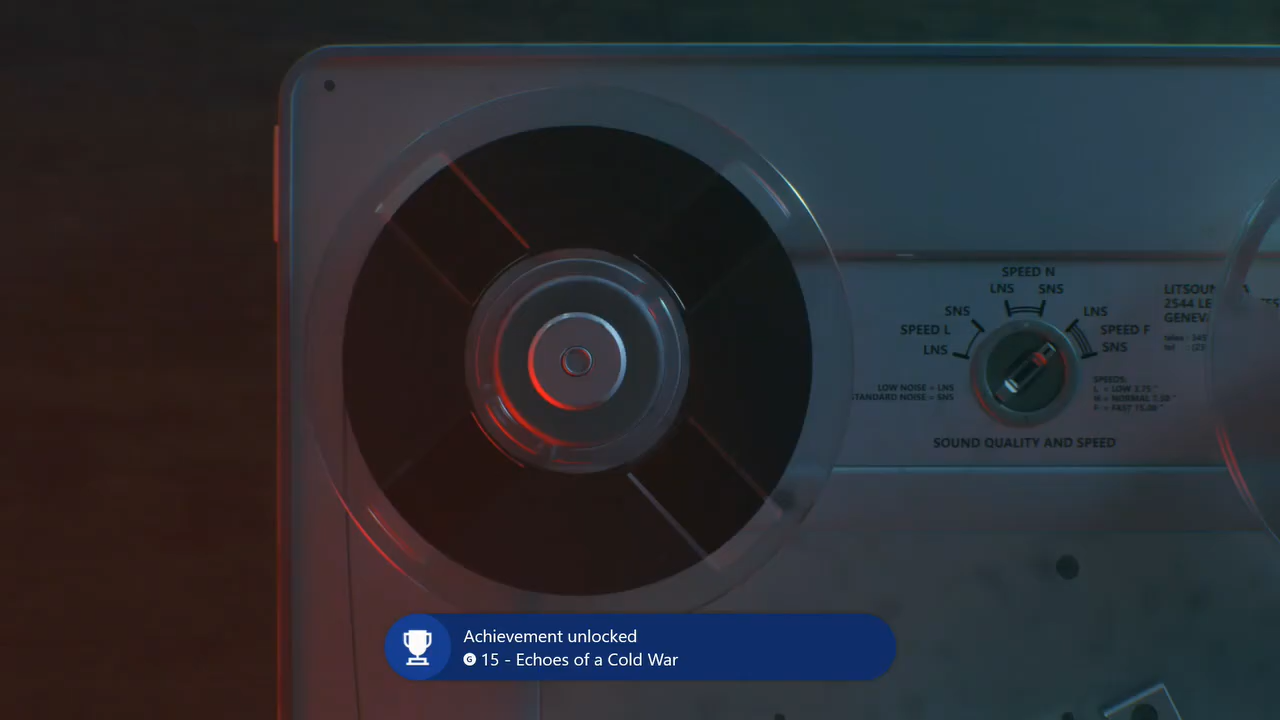 SPEED N
LNS SNS
SNS LNS
SPEED L SPEED F
LNS SNS
LITSOUN
2544 LE
GENEV
SPEEDS:
L = LOW 3.75 "
N = NORMAL 7.50 "
F = FAST 15.00 "
LOW NOISE = LNS
STANDARD NOISE = SNS
SOUND QUALITY AND SPEED
Achievement unlocked
G 15 - Echoes of a Cold War